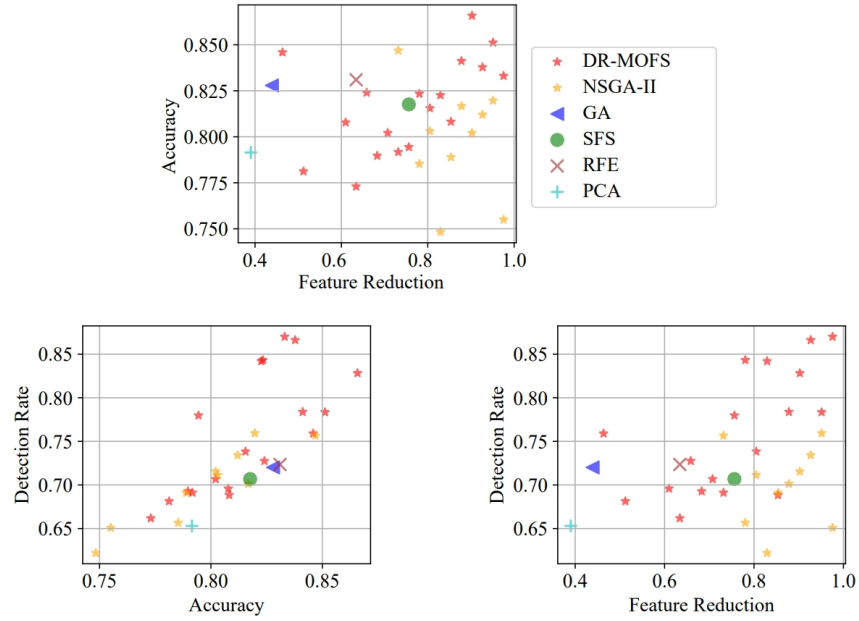 0.850
0.825
0.800
0.775
0.750
Accuracy
0.4 0.6 0.8 1.0
Feature Reduction
DR-MOFS
NSGA-II
GA
SFS
RFE
PCA
0.85
0.80
0.75
0.70
0.65
Detection Rate
0.75 0.80 0.85
Accuracy
0.85
0.80
0.75
0.70
0.65
Detection Rate
0.4 0.6 0.8 1.0
Feature Reduction